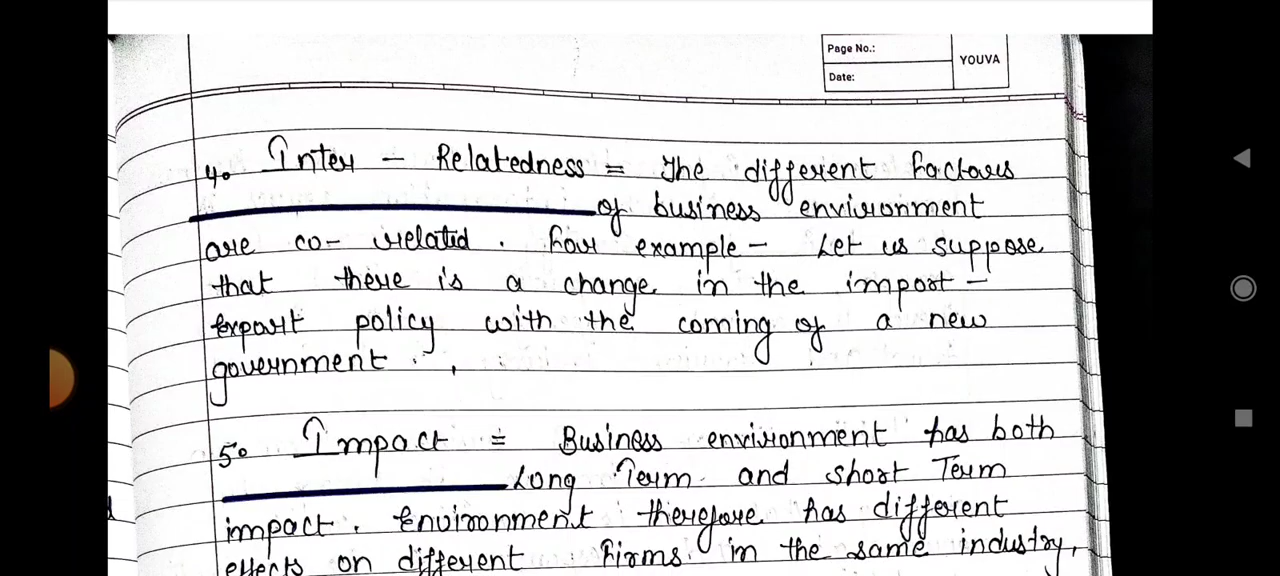 Page No.:
YOUVA
Date:
4. Inter - Relatedness = The different factors
of business environment
are co-related. For example- Let us suppose
that there is a change in the import-
export policy with the coming of a new
government.
5. Impact = Business environment has both
Long Term and short Term
impact. Environment therefore has different
effects on different firms in the same industry.